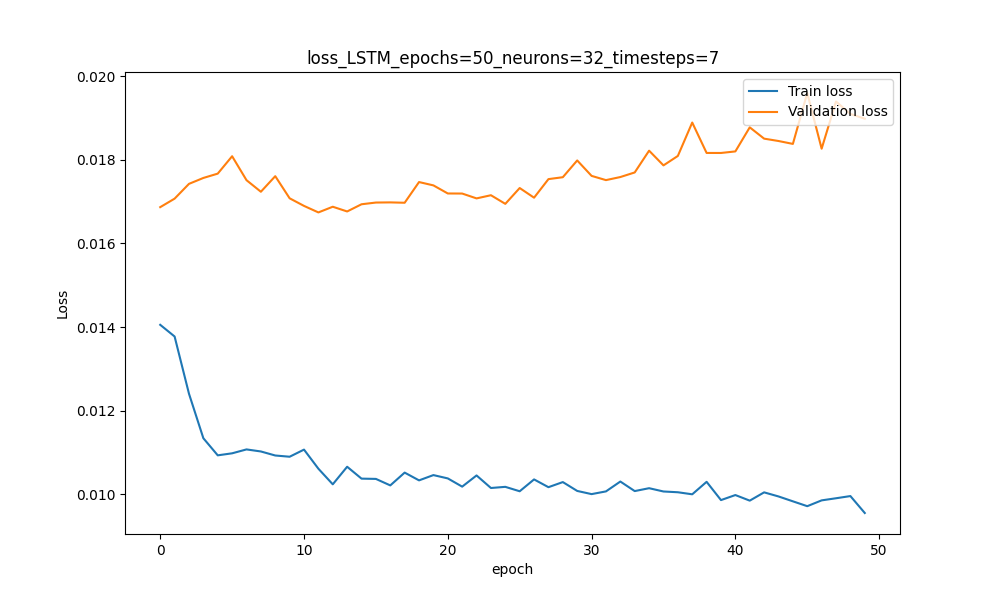 loss_LSTM_epochs=50_neurons=32_timesteps=7
Train loss
Validation loss
Loss
0.020
0.018
0.016
0.014
0.012
0.010
0 10 20 30 40 50
epoch